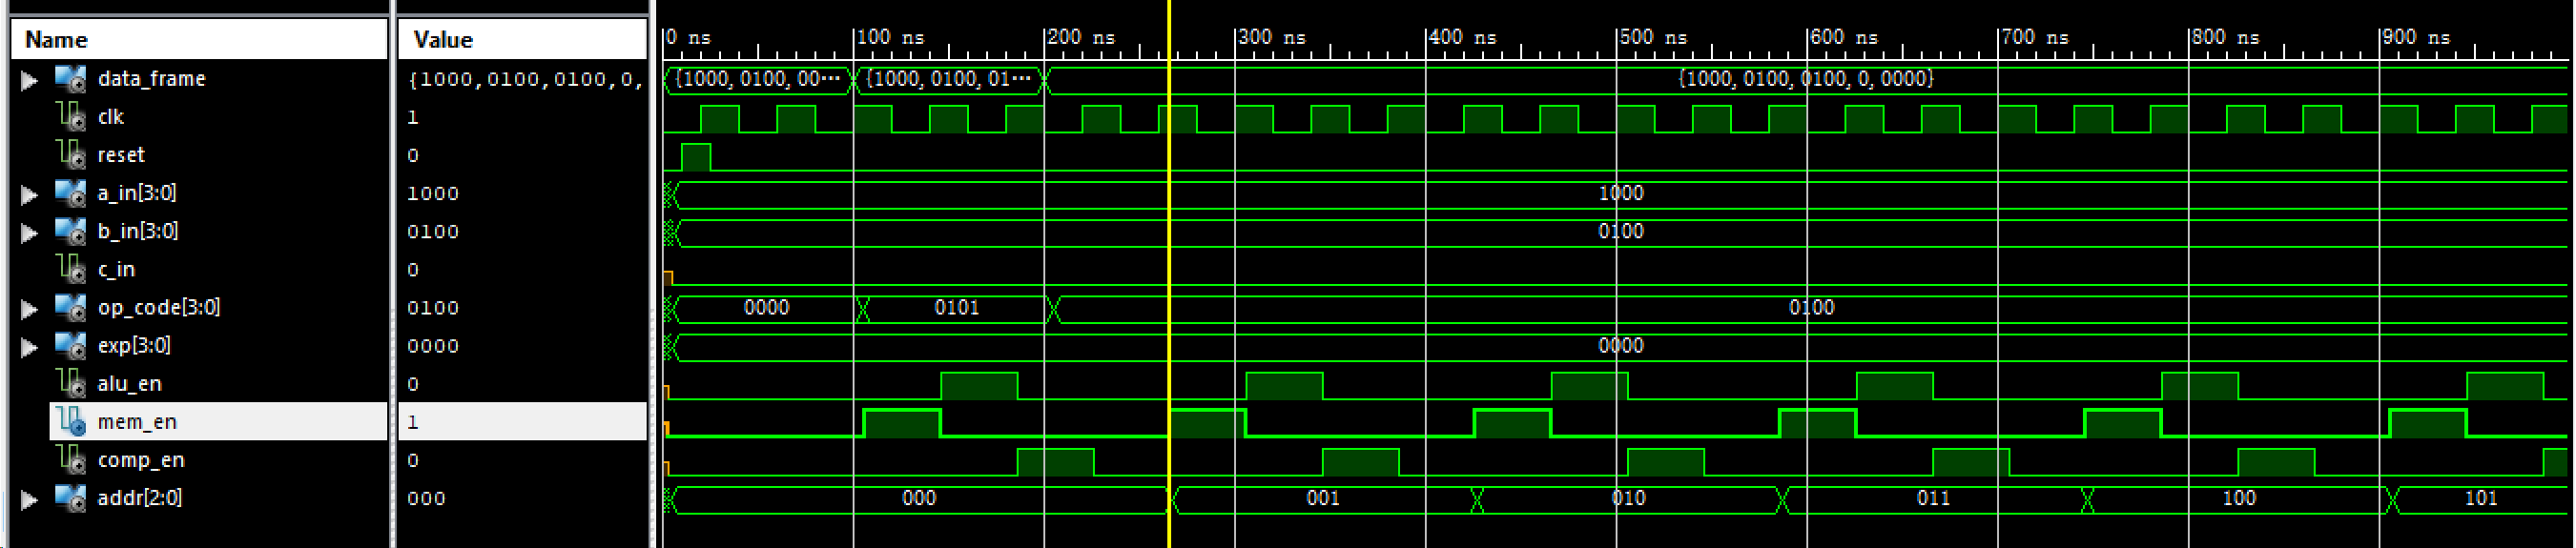 Name Value 0 ns 100 ns 200 ns 300 ns 400 ns 500 ns 600 ns 700 ns 800 ns 900 ns
data_frame {1000,0100,0100,0, {1000, 0100, 00··· {1000, 0100, 01··· {1000, 0100, 0100, 0, 0000}
clk 1
reset 0
a_in[3:0] 1000 1000
b_in[3:0] 0100 0100
c_in 0
op_code[3:0] 0100 0000 0101 0100
exp[3:0] 0000 0000
alu_en 0
mem_en 1
comp_en 0
addr[2:0] 000 000 001 010 011 100 101